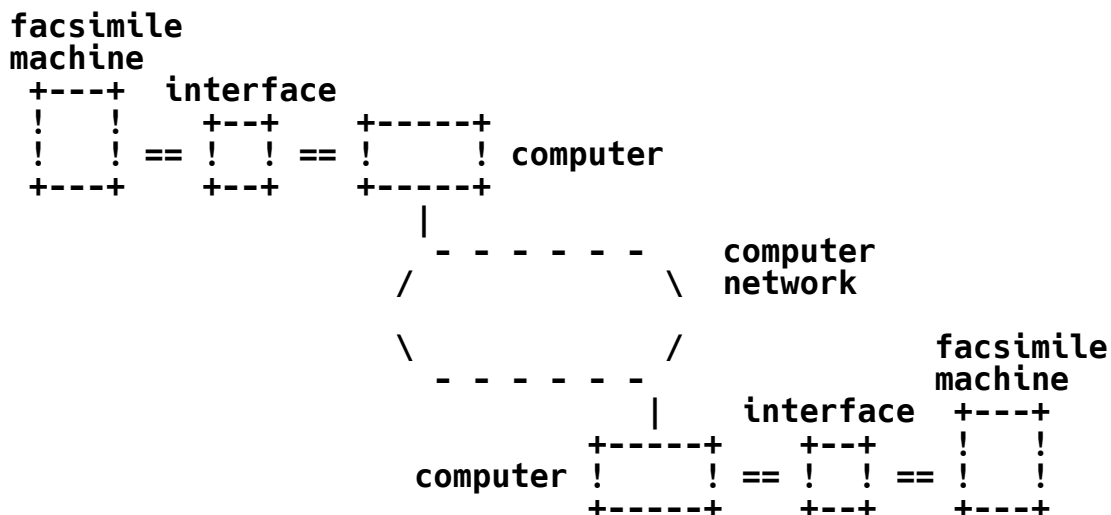 facsimile
machine
+---+  interface
!   !    +--+    +-----+
!   ! == !  ! == !     ! computer
+---+    +--+    +-----+
|
- - - - - -    computer
/             \  network
\             /             facsimile
- - - - - -               machine
|    interface  +---+
+-----+    +--+    !   !
computer !     ! == !  ! == !   !
+-----+    +--+    +---+